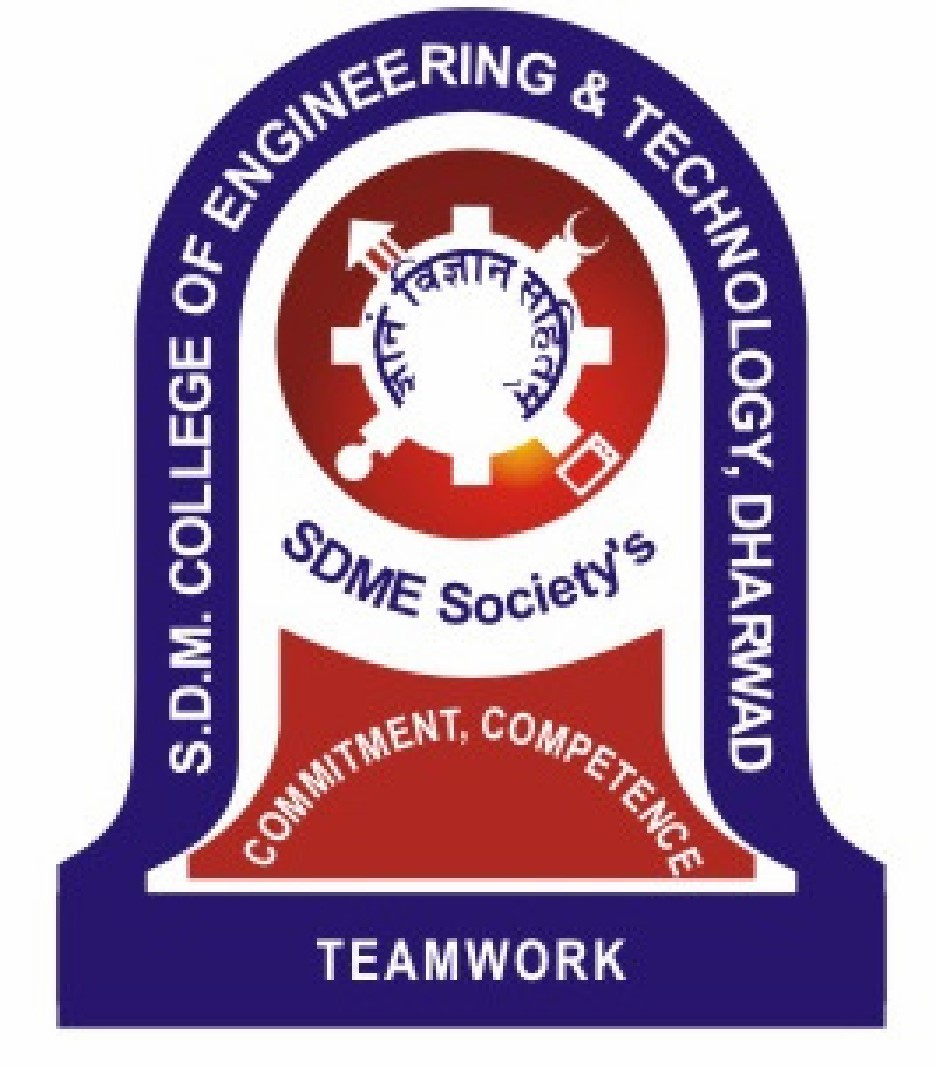 S.D.M. COLLEGE OF ENGINEERING & TECHNOLOGY, DHARWAD
ज्ञानं विज्ञान सहितम्
SDME Society's
COMMITMENT, COMPETENCE
TEAMWORK